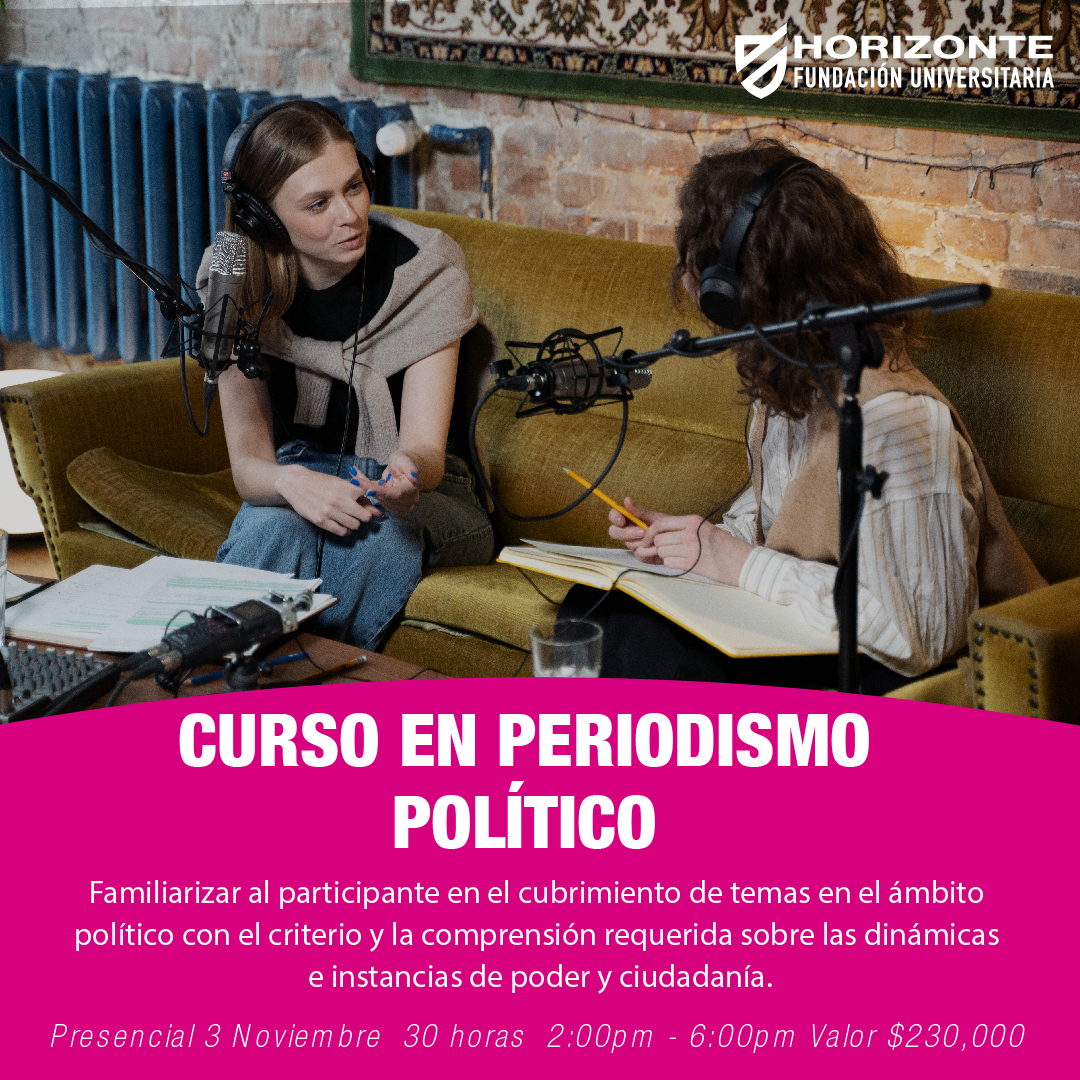 HORIZONTE
FUNDACIÓN UNIVERSITARIA
CURSO EN PERIODISMO
POLÍTICO
Familiarizar al participante en el cubrimiento de temas en el ámbito
político con el criterio y la comprensión requerida sobre las dinámicas
e instancias de poder y ciudadanía.
Presencial 3 Noviembre 30 horas 2:00pm - 6:00pm Valor $230,000